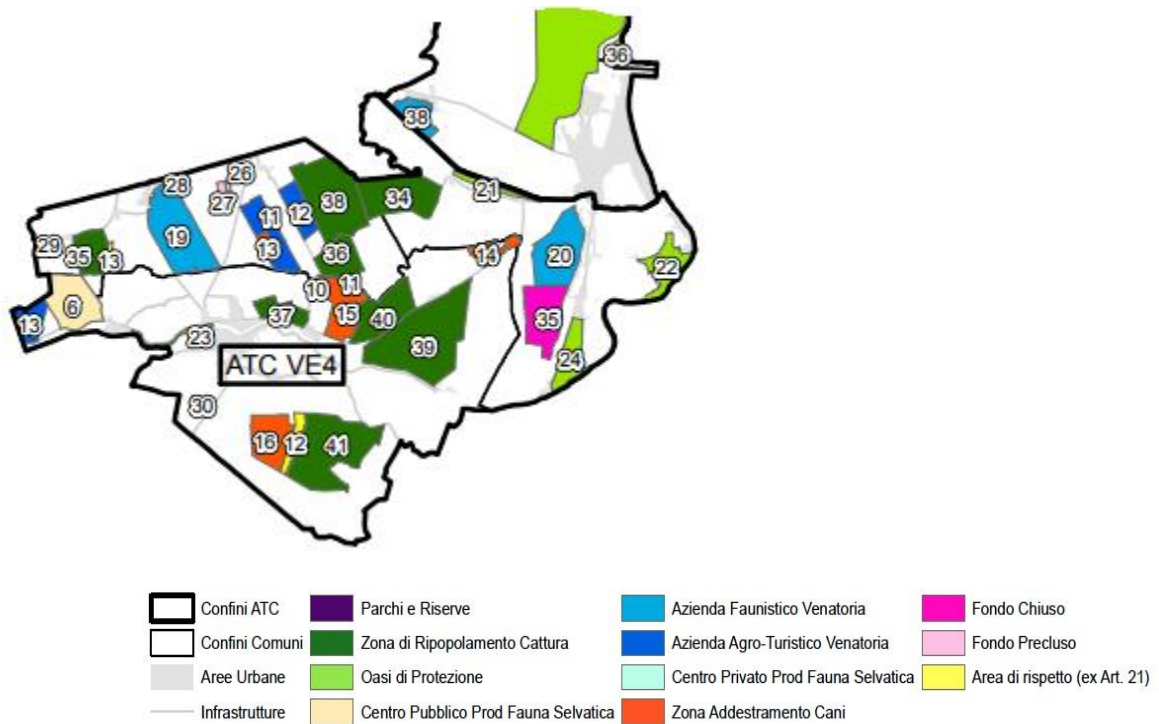 36
38
26
28
21
27
38
34
11
12
29
19
13
14
35
13
36
20
22
10
11
6
13
37
15
40
35
23
39
24
ATC VE4
30
16
12
41
Confini ATC
Parchi e Riserve
Azienda Faunistico Venatoria
Fondo Chiuso
Confini Comuni
Zona di Ripopolamento Cattura
Azienda Agro-Turistico Venatoria
Fondo Precluso
Aree Urbane
Oasi di Protezione
Centro Privato Prod Fauna Selvatica
Area di rispetto (ex Art. 21)
Infrastrutture
Centro Pubblico Prod Fauna Selvatica
Zona Addestramento Cani